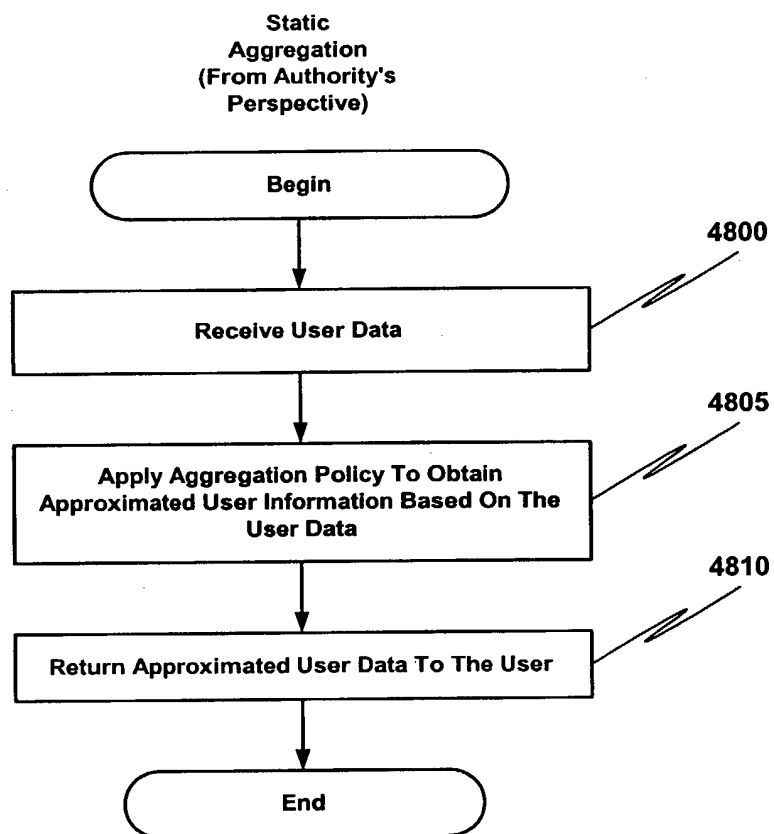 Static
Aggregation
(From Authority's
Perspective)
Begin
4800
Receive User Data
4805
Apply Aggregation Policy To Obtain
Approximated User Information Based On The
User Data
4810
Return Approximated User Data To The User
End